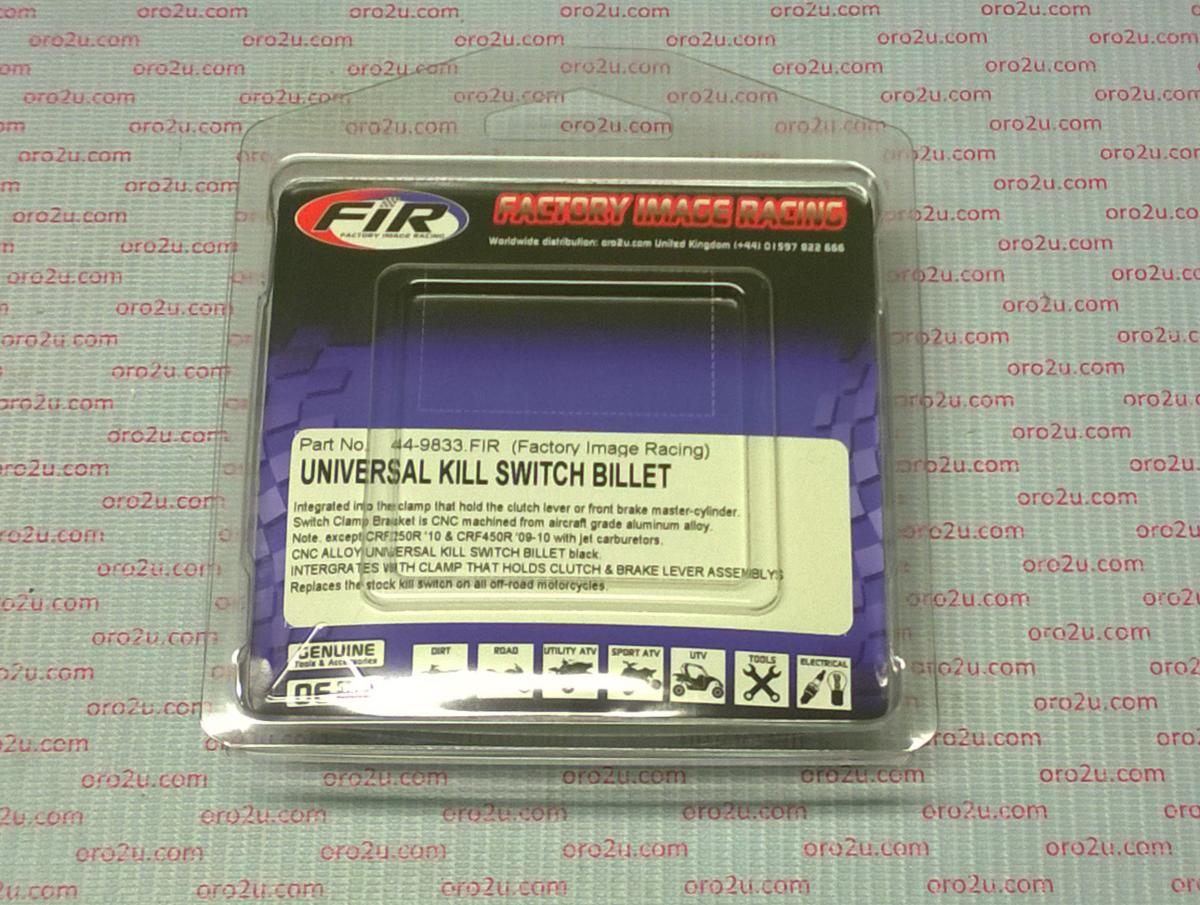 FIR
FACTORY IMAGE RACING
FACTORY IMAGE RACING
Worldwide distribution: oro2u.com United Kingdom (+44) 01597 822 666
Part No. 44-9833.FIR (Factory Image Racing)
UNIVERSAL KILL SWITCH BILLET
Integrated into the clamp that hold the clutch lever or front brake master-cylinder.
Switch Clamp Bracket is CNC machined from aircraft grade aluminum alloy.
Note. except CRF250R '10 & CRF450R '09-10 with jet carburetors.
CNC ALLOY UNIVERSAL KILL SWITCH BILLET black.
INTERGRATES WITH CLAMP THAT HOLDS CLUTCH & BRAKE LEVER ASSEMBLYS
Replaces the stock kill switch on all off-road motorcycles.
GENUINE
Tools & Accessories
DIRT ROAD UTILITY ATV SPORT ATV UTV TOOLS ELECTRICAL
oro2u.com